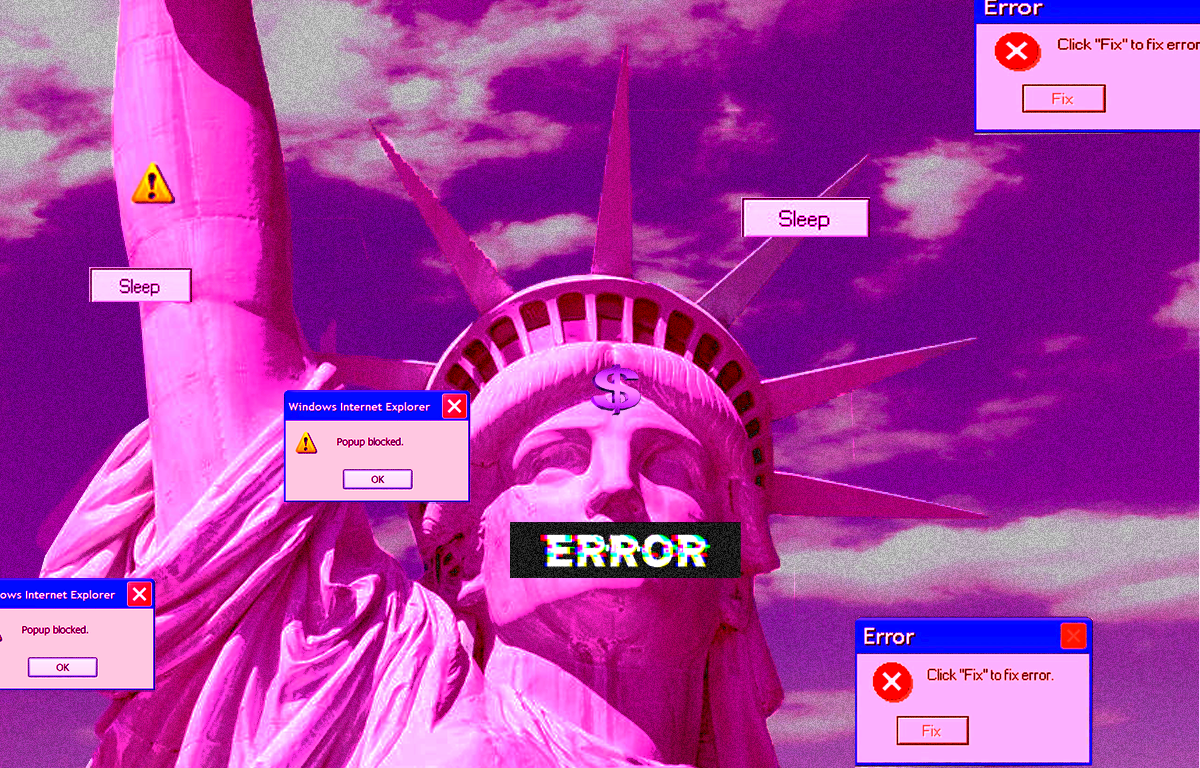 Error
Click "Fix" to fix error
Fix
Sleep
Sleep
$
Windows Internet Explorer
Popup blocked.
OK
ERROR
ows Internet Explorer
Popup blocked.
OK
Error
Click "Fix" to fix error.
Fix